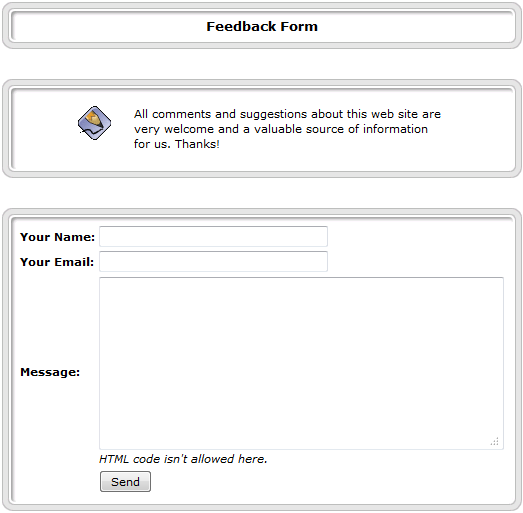 Feedback Form
All comments and suggestions about this web site are
very welcome and a valuable source of information
for us. Thanks!
Your Name:
Your Email:
Message:
HTML code isn't allowed here.
Send